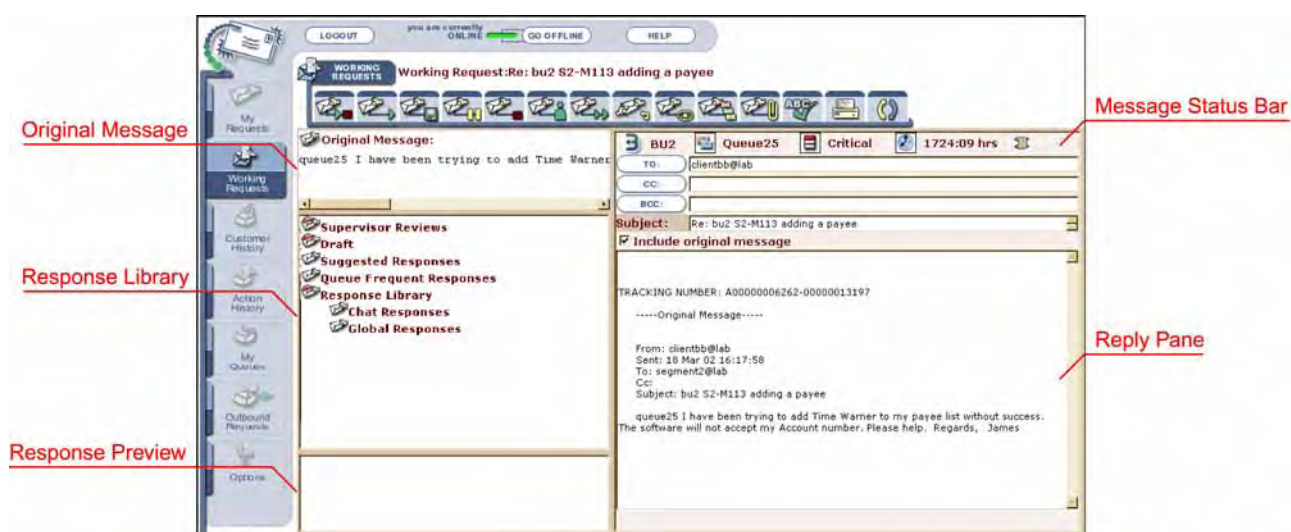 LOGOUT
you are currently
ONLINE
GO OFFLINE
HELP
WORKING
REQUESTS
Working Request:Re: bu2 S2-M113 adding a payee
My
Requests
Working
Requests
Customer
History
Action
History
My
Queues
Outbound
Requests
Options
Original Message
Response Library
Response Preview
Message Status Bar
Reply Pane
ABC
Original Message:
queue25 I have been trying to add Time Warner
Supervisor Reviews
Draft
Suggested Responses
Queue Frequent Responses
Response Library
Chat Responses
Global Responses
BU2 Queue25 Critical 1724:09 hrs
TO: clientbb@lab
CC:
BCC:
Subject: Re: bu2 S2-M113 adding a payee
Include original message
TRACKING NUMBER: A00000006262-00000013197
-----Original Message-----
From: clientbb@lab
Sent: 18 Mar 02 16:17:58
To: segment2@lab
Cc:
Subject: bu2 S2-M113 adding a payee
queue25 I have been trying to add Time Warner to my payee list without success.
The software will not accept my Account number. Please help. Regards, James